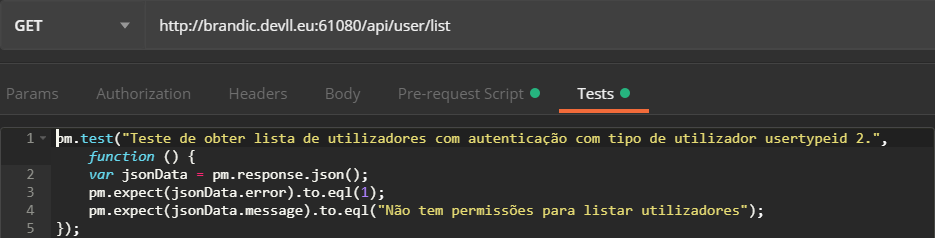 GET http://brandic.devll.eu:61080/api/user/list
Params Authorization Headers Body Pre-request Script Tests
1 pm.test("Teste de obter lista de utilizadores com autenticação com tipo de utilizador usertypeid 2.",
function () {
2 var jsonData = pm.response.json();
3 pm.expect(jsonData.error).to.eql(1);
4 pm.expect(jsonData.message).to.eql("Não tem permissões para listar utilizadores");
5 });